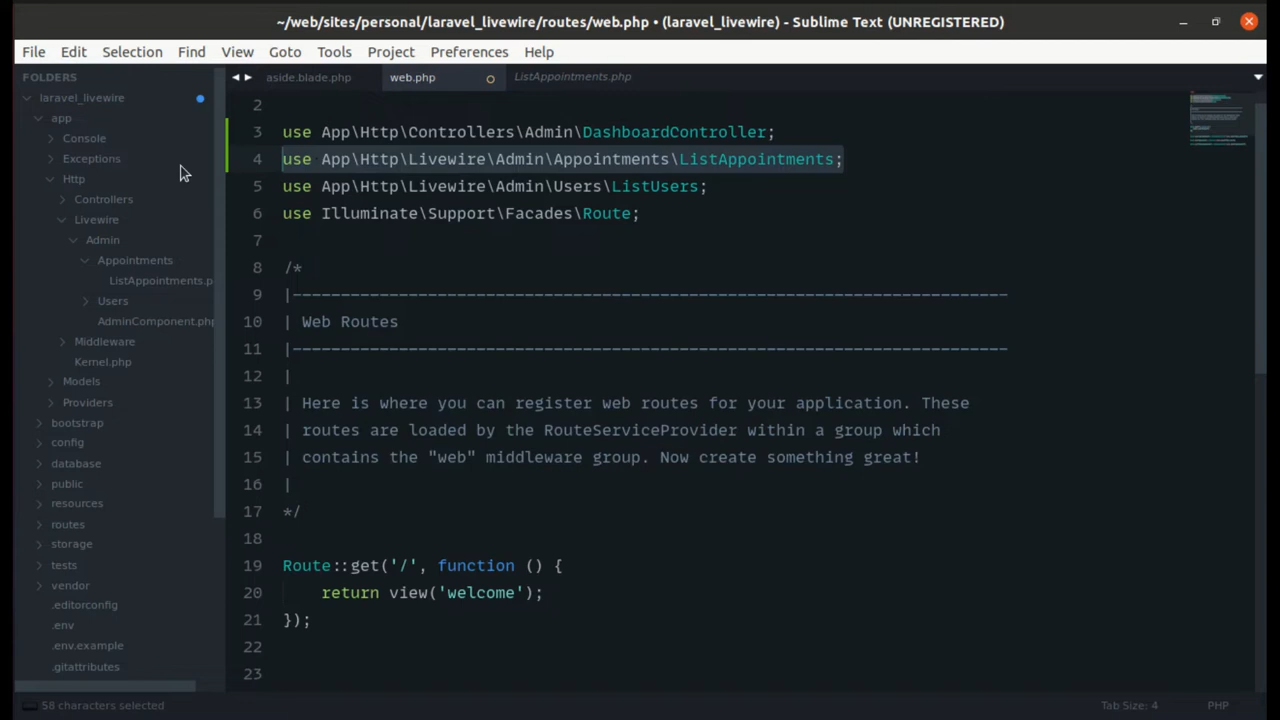 ~/web/sites/personal/laravel_livewire/routes/web.php • (laravel_livewire) - Sublime Text (UNREGISTERED)
File Edit Selection Find View Goto Tools Project Preferences Help
FOLDERS
laravel_livewire
app
Console
Exceptions
Http
Controllers
Livewire
Admin
Appointments
ListAppointments.p
Users
AdminComponent.php
Middleware
Kernel.php
Models
Providers
bootstrap
config
database
public
resources
routes
storage
tests
vendor
.editorconfig
.env
.env.example
.gitattributes
aside.blade.php web.php ListAppointments.php
2
3 use App\Http\Controllers\Admin\DashboardController;
4 use App\Http\Livewire\Admin\Appointments\ListAppointments;
5 use App\Http\Livewire\Admin\Users\ListUsers;
6 use Illuminate\Support\Facades\Route;
7
8 /*
9 |--------------------------------------------------------------------------
10 | Web Routes
11 |--------------------------------------------------------------------------
12 |
13 | Here is where you can register web routes for your application. These
14 | routes are loaded by the RouteServiceProvider within a group which
15 | contains the "web" middleware group. Now create something great!
16 |
17 */
18
19 Route::get('/', function () {
20 return view('welcome');
21 });
22
23
58 characters selected Tab Size: 4 PHP